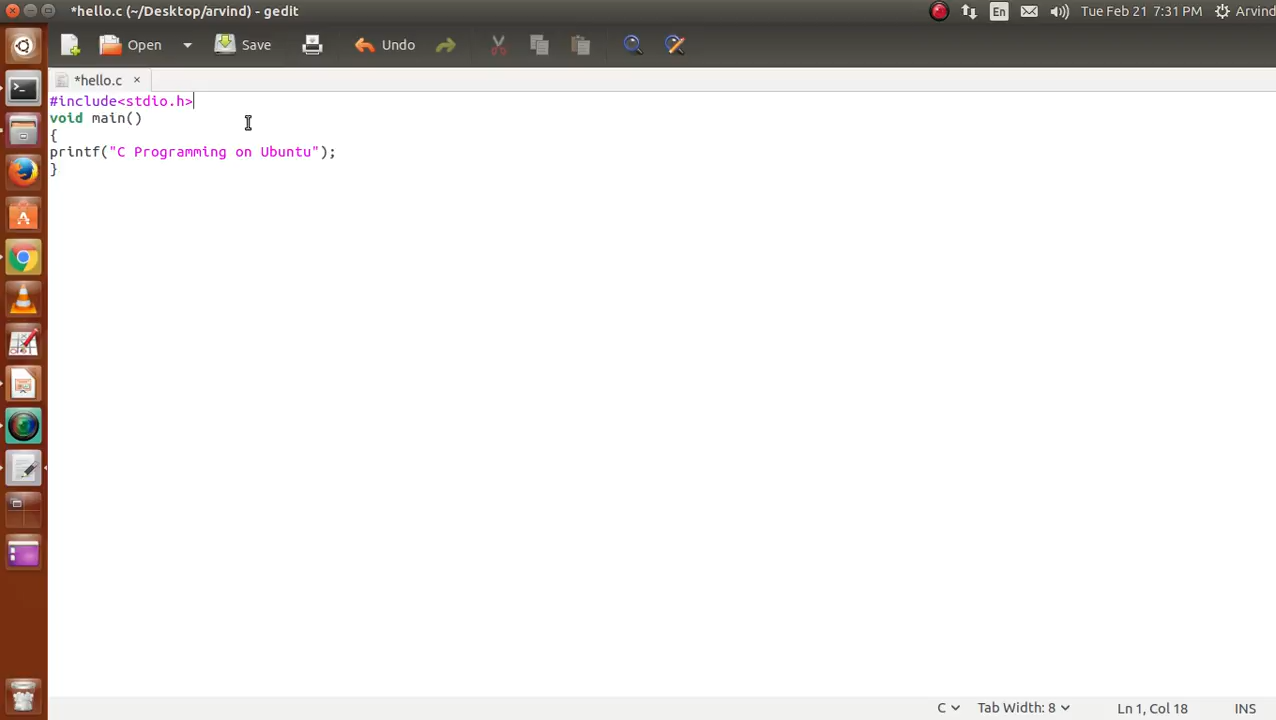 *hello.c (~/Desktop/arvind) - gedit
En
Tue Feb 21 7:31 PM
Arvind
Open
Save
Undo
*hello.c ×
#include<stdio.h>
void main()
{
printf("C Programming on Ubuntu");
}
C
Tab Width: 8
Ln 1, Col 18
INS